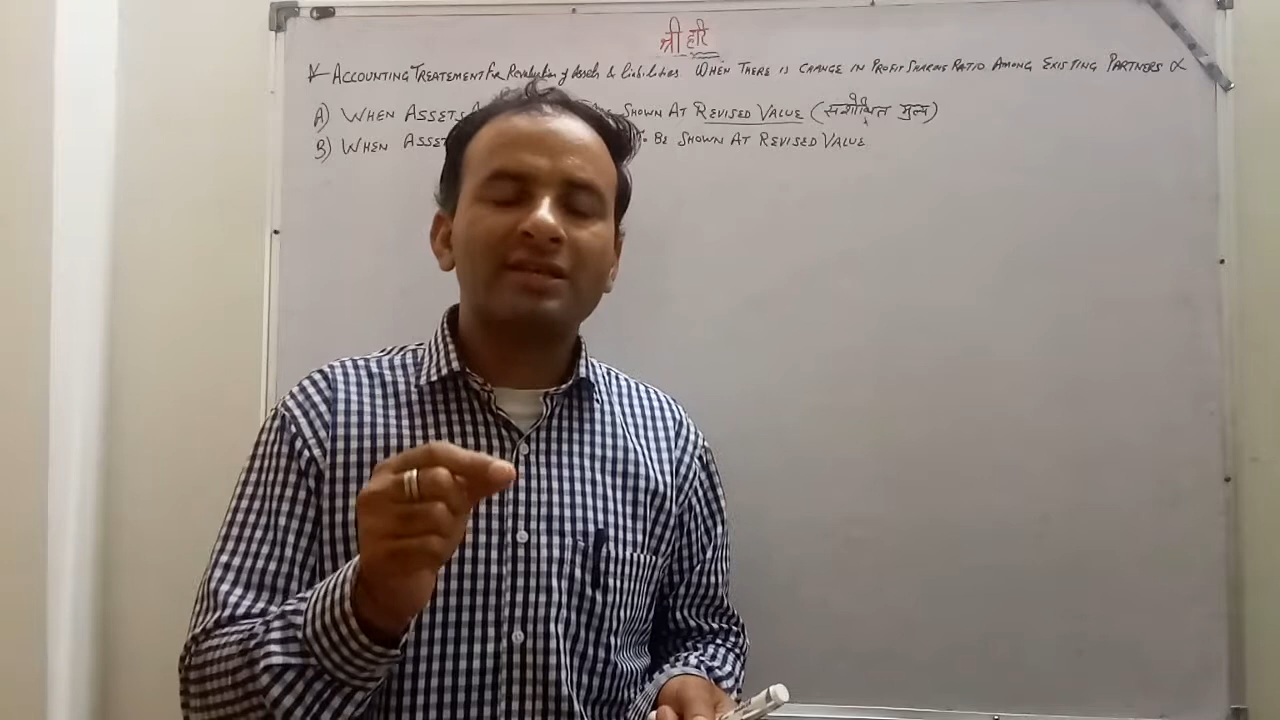 श्री हरि
ACCOUNTING TREATEMENT for Revaluation of Assets & Liabilities WHEN THERE IS CHANGE IN PROFIT SHARING RATIO AMONG EXISTING PARTNERS
A) WHEN ASSETS SHOWN AT REVISED VALUE (संशोधित मुल्य)
B) WHEN ASSET BE SHOWN AT REVISED VALUE